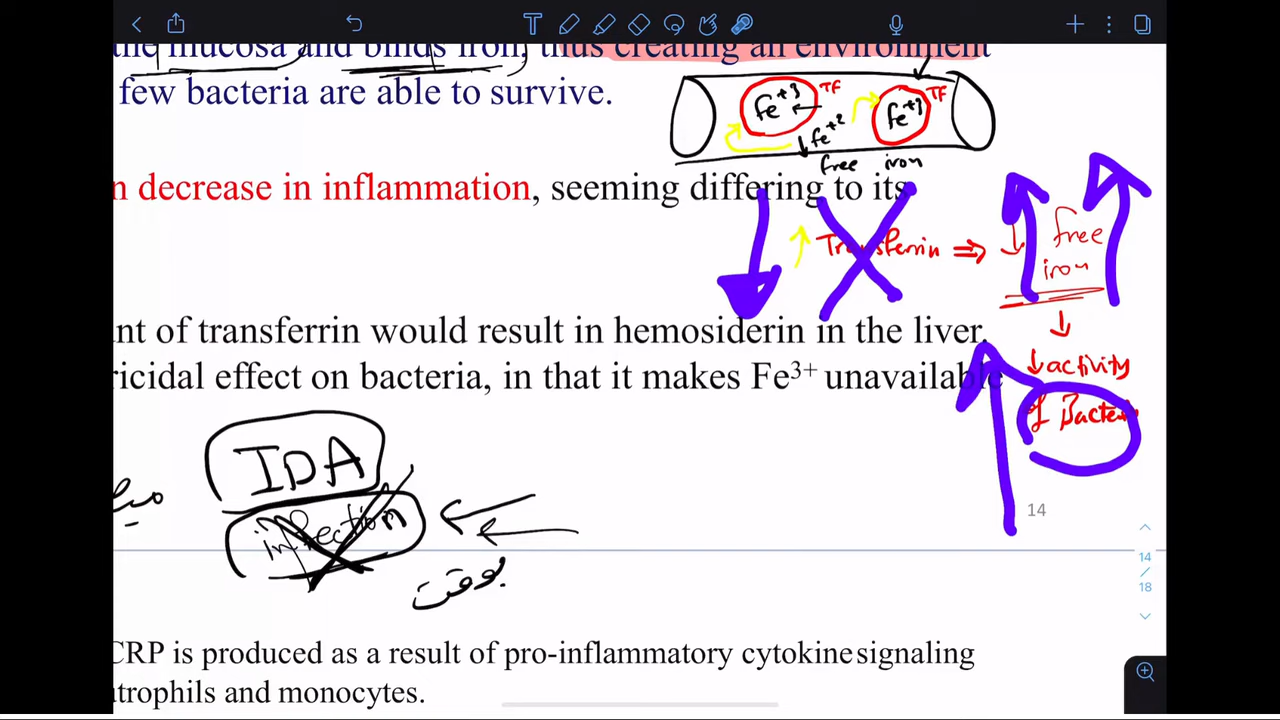 the mucosa and binds iron, thus creating an environment
few bacteria are able to survive.
Fe+3 TF
Fe+3 TF
Fe+2
free iron
n decrease in inflammation, seeming differing to its
↑ Transferrin ⇒ ↓ free iron
↓
↓ activity
of Bacteria
nt of transferrin would result in hemosiderin in the liver.
ricidal effect on bacteria, in that it makes Fe3+ unavailable
IDA
infection
بوقت
14
14
/
18
CRP is produced as a result of pro-inflammatory cytokine signaling
utrophils and monocytes.